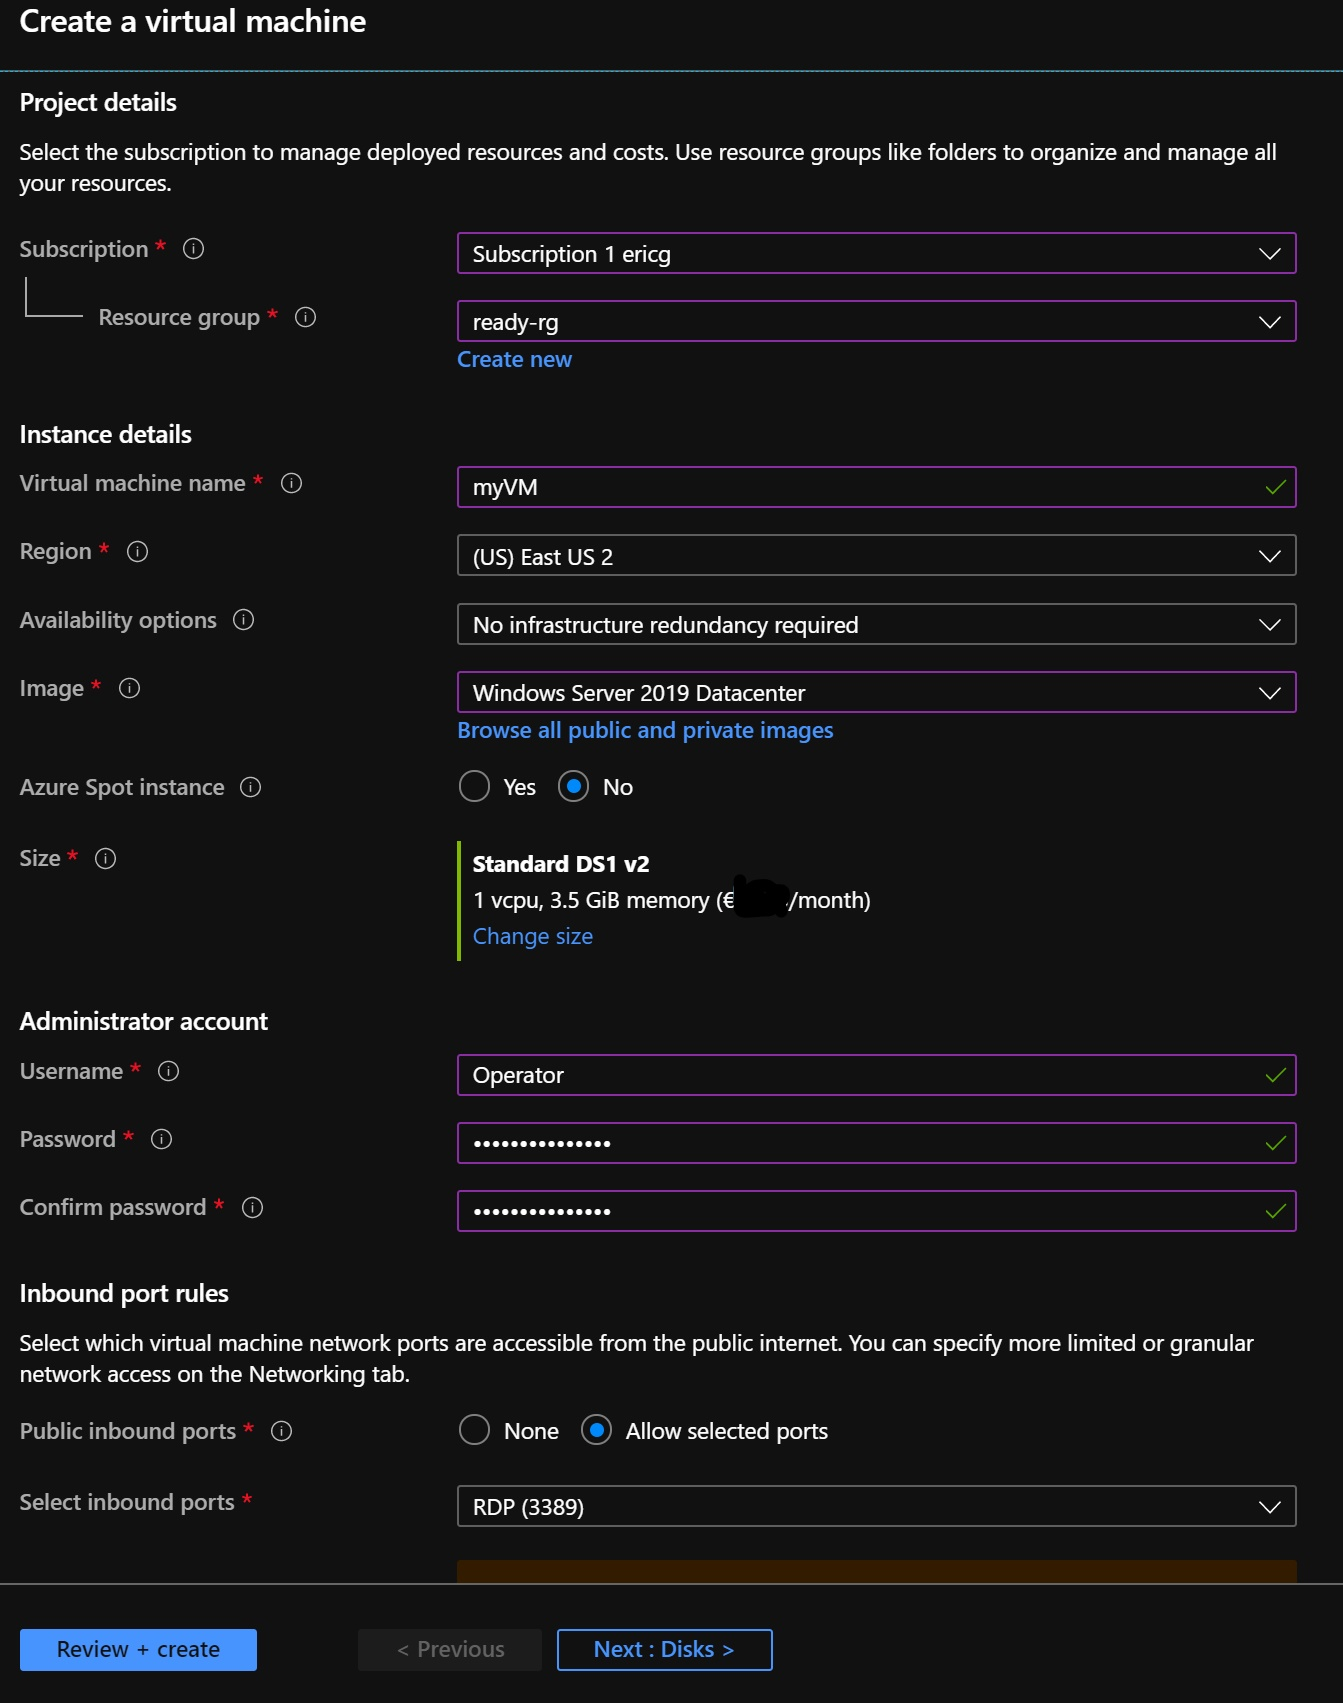 Create a virtual machine
Project details
Select the subscription to manage deployed resources and costs. Use resource groups like folders to organize and manage all
your resources.
Subscription *
Subscription 1 ericg
Resource group *
ready-rg
Create new
Instance details
Virtual machine name *
myVM
Region *
(US) East US 2
Availability options
No infrastructure redundancy required
Image *
Windows Server 2019 Datacenter
Browse all public and private images
Azure Spot instance
Yes No
Size *
Standard DS1 v2
1 vcpu, 3.5 GiB memory (€ /month)
Change size
Administrator account
Username *
Operator
Password *
•••••••••••••••
Confirm password *
•••••••••••••••
Inbound port rules
Select which virtual machine network ports are accessible from the public internet. You can specify more limited or granular
network access on the Networking tab.
Public inbound ports *
None Allow selected ports
Select inbound ports *
RDP (3389)
Review + create < Previous Next : Disks >